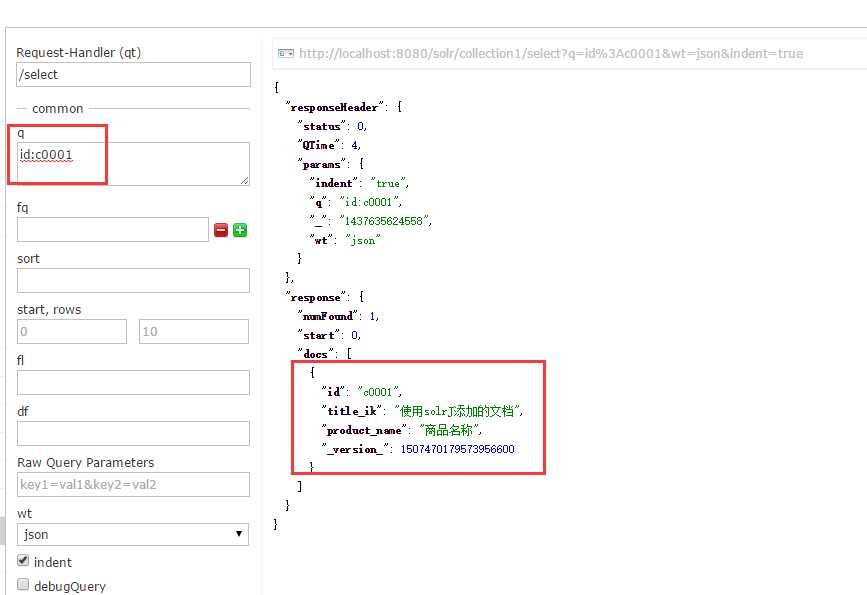 Request-Handler (qt)
/select
common
q
id:c0001
fq
sort
start, rows
0
10
fl
df
Raw Query Parameters
key1=val1&key2=val2
wt
json
indent
debugQuery
http://localhost:8080/solr/collection1/select?q=id%3Ac0001&wt=json&indent=true
{
"responseHeader": {
"status": 0,
"QTime": 4,
"params": {
"indent": "true",
"q": "id:c0001",
"_": "1437635624558",
"wt": "json"
}
},
"response": {
"numFound": 1,
"start": 0,
"docs": [
{
"id": "c0001",
"title_ik": "使用solrJ添加的文档",
"product_name": "商品名称",
"_version_": 1507470179573956600
}
]
}
}